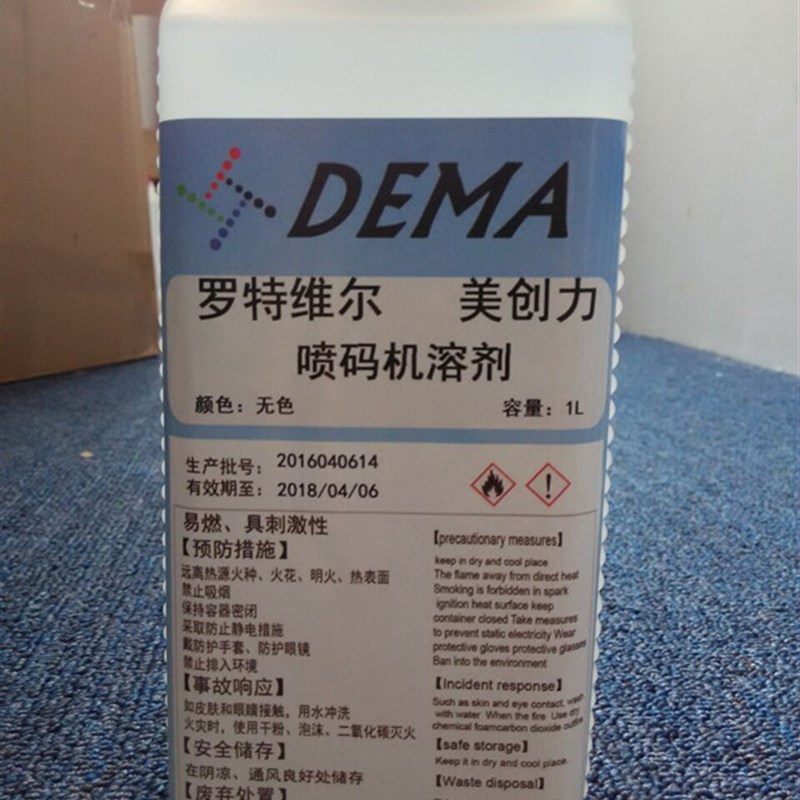 DEMA
罗特维尔 美创力
喷码机溶剂
颜色：无色 容量：1L
生产批号：2016040614
有效期至：2018/04/06
易燃、具刺激性
【预防措施】
远离热源火种、火花、明火、热表面
禁止吸烟
保持容器密闭
采取防止静电措施
戴防护手套、防护眼镜
禁止排入环境
【事故响应】
如皮肤和眼睛接触，用水冲洗
火灾时，使用干粉、泡沫、二氧化碳灭火
【安全储存】
在阴凉、通风良好处储存
【废弃处置】
【precautionary measures】
keep in dry and cool place
The flame away from direct heat
Smoking is forbidden in spark
ignition heat surface keep
container closed Take measures
to prevent static electricity Wear
protective gloves protective glasses
Ban into the environment
【Incident response】
Such as skin and eye contact, wash
with water When the fire Use dry
chemical foamcarbon dioxide outfire
【safe storage】
Keep it in dry and cool place.
【Waste disposal】